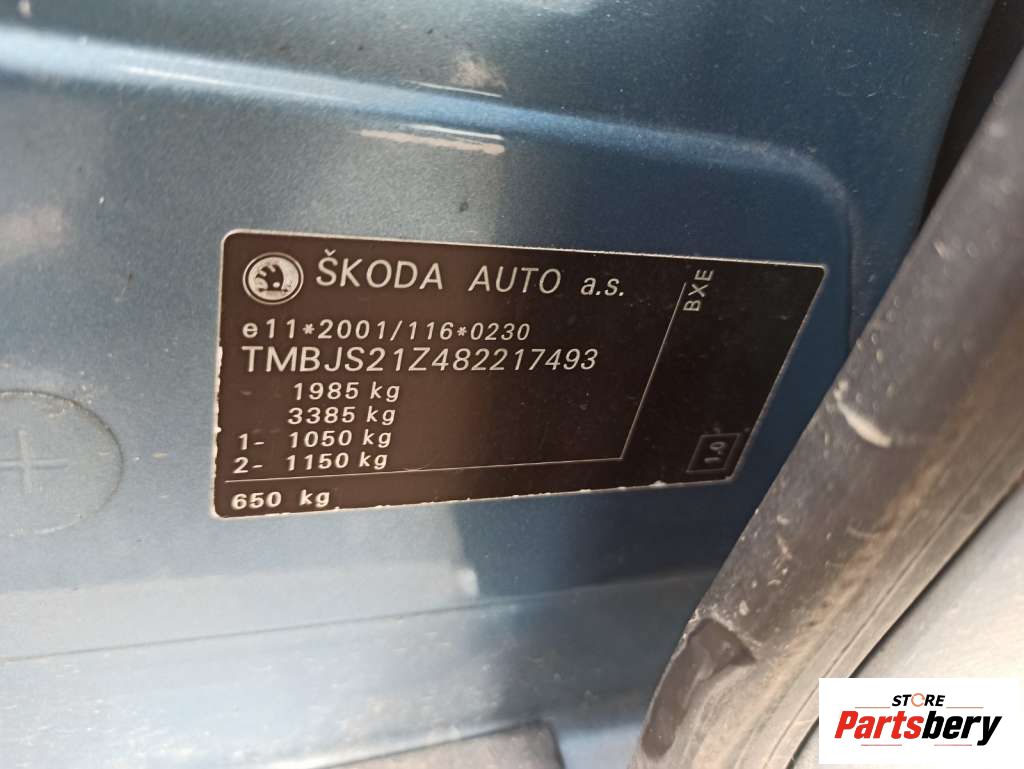 ŠKODA AUTO a.s.
BXE
e11*2001/116*0230
TMBJS21Z482217493
1985 kg
3385 kg
1- 1050 kg
2- 1150 kg
1.0
650 kg
STORE
Partsbery